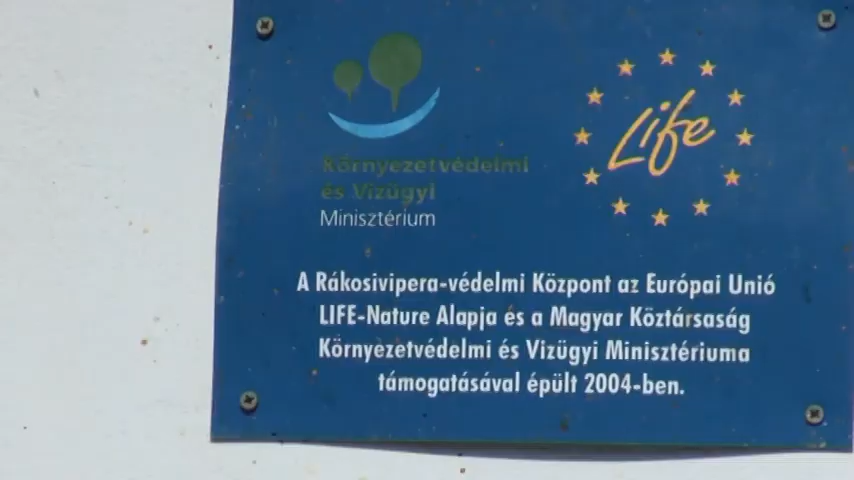 Környezetvédelmi
és Vízügyi
Minisztérium
Life
A Rákosivipera-védelmi Központ az Európai Unió
LIFE-Nature Alapja és a Magyar Köztársaság
Környezetvédelmi és Vizügyi Minisztériuma
támogatásával épült 2004-ben.